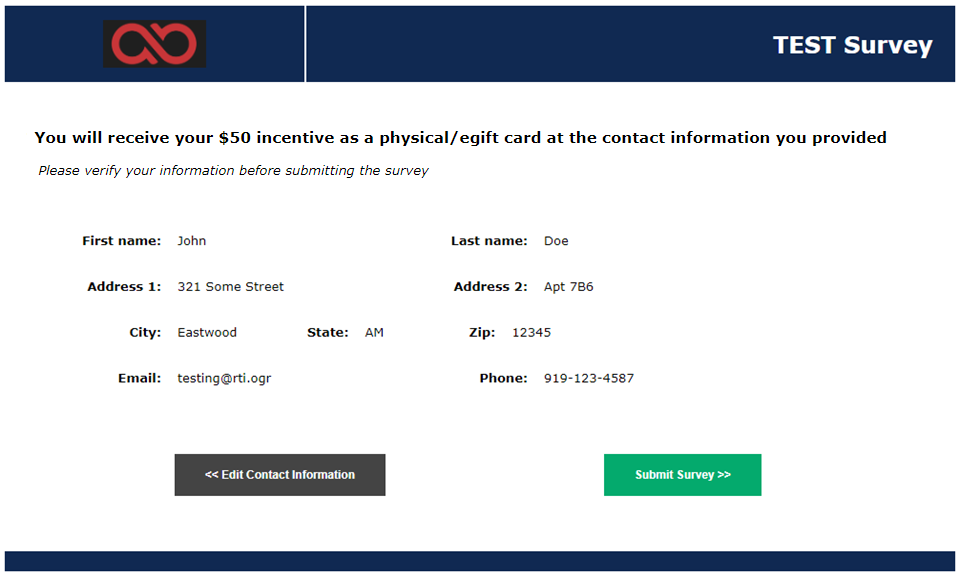 TEST Survey
You will receive your $50 incentive as a physical/egift card at the contact information you provided
Please verify your information before submitting the survey
First name: John Last name: Doe
Address 1: 321 Some Street Address 2: Apt 7B6
City: Eastwood State: AM Zip: 12345
Email: testing@rti.ogr Phone: 919-123-4587
<< Edit Contact Information Submit Survey >>